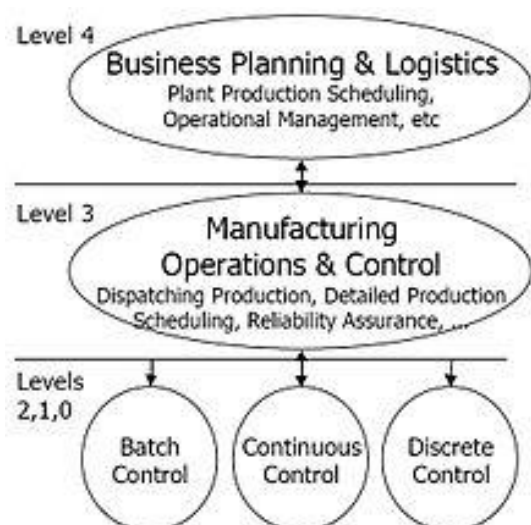 Level 4
Business Planning & Logistics
Plant Production Scheduling,
Operational Management, etc
Level 3
Manufacturing
Operations & Control
Dispatching Production, Detailed Production
Scheduling, Reliability Assurance, ...
Levels
2,1,0
Batch
Control
Continuous
Control
Discrete
Control